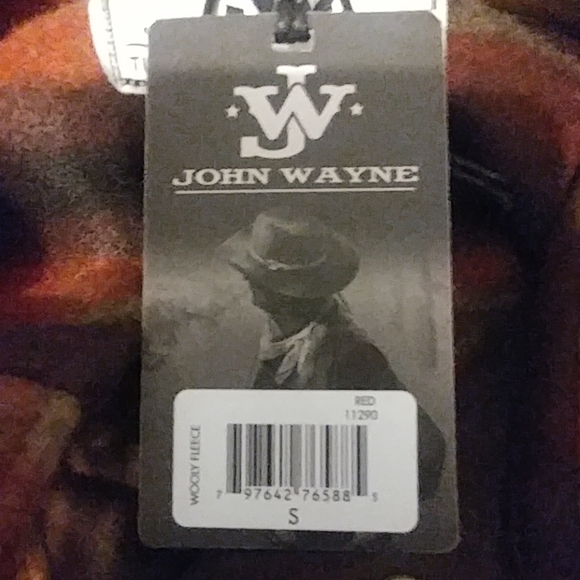 JW
JOHN WAYNE
RED
11290
WOOLY FLEECE
7 97642 76588 5
S